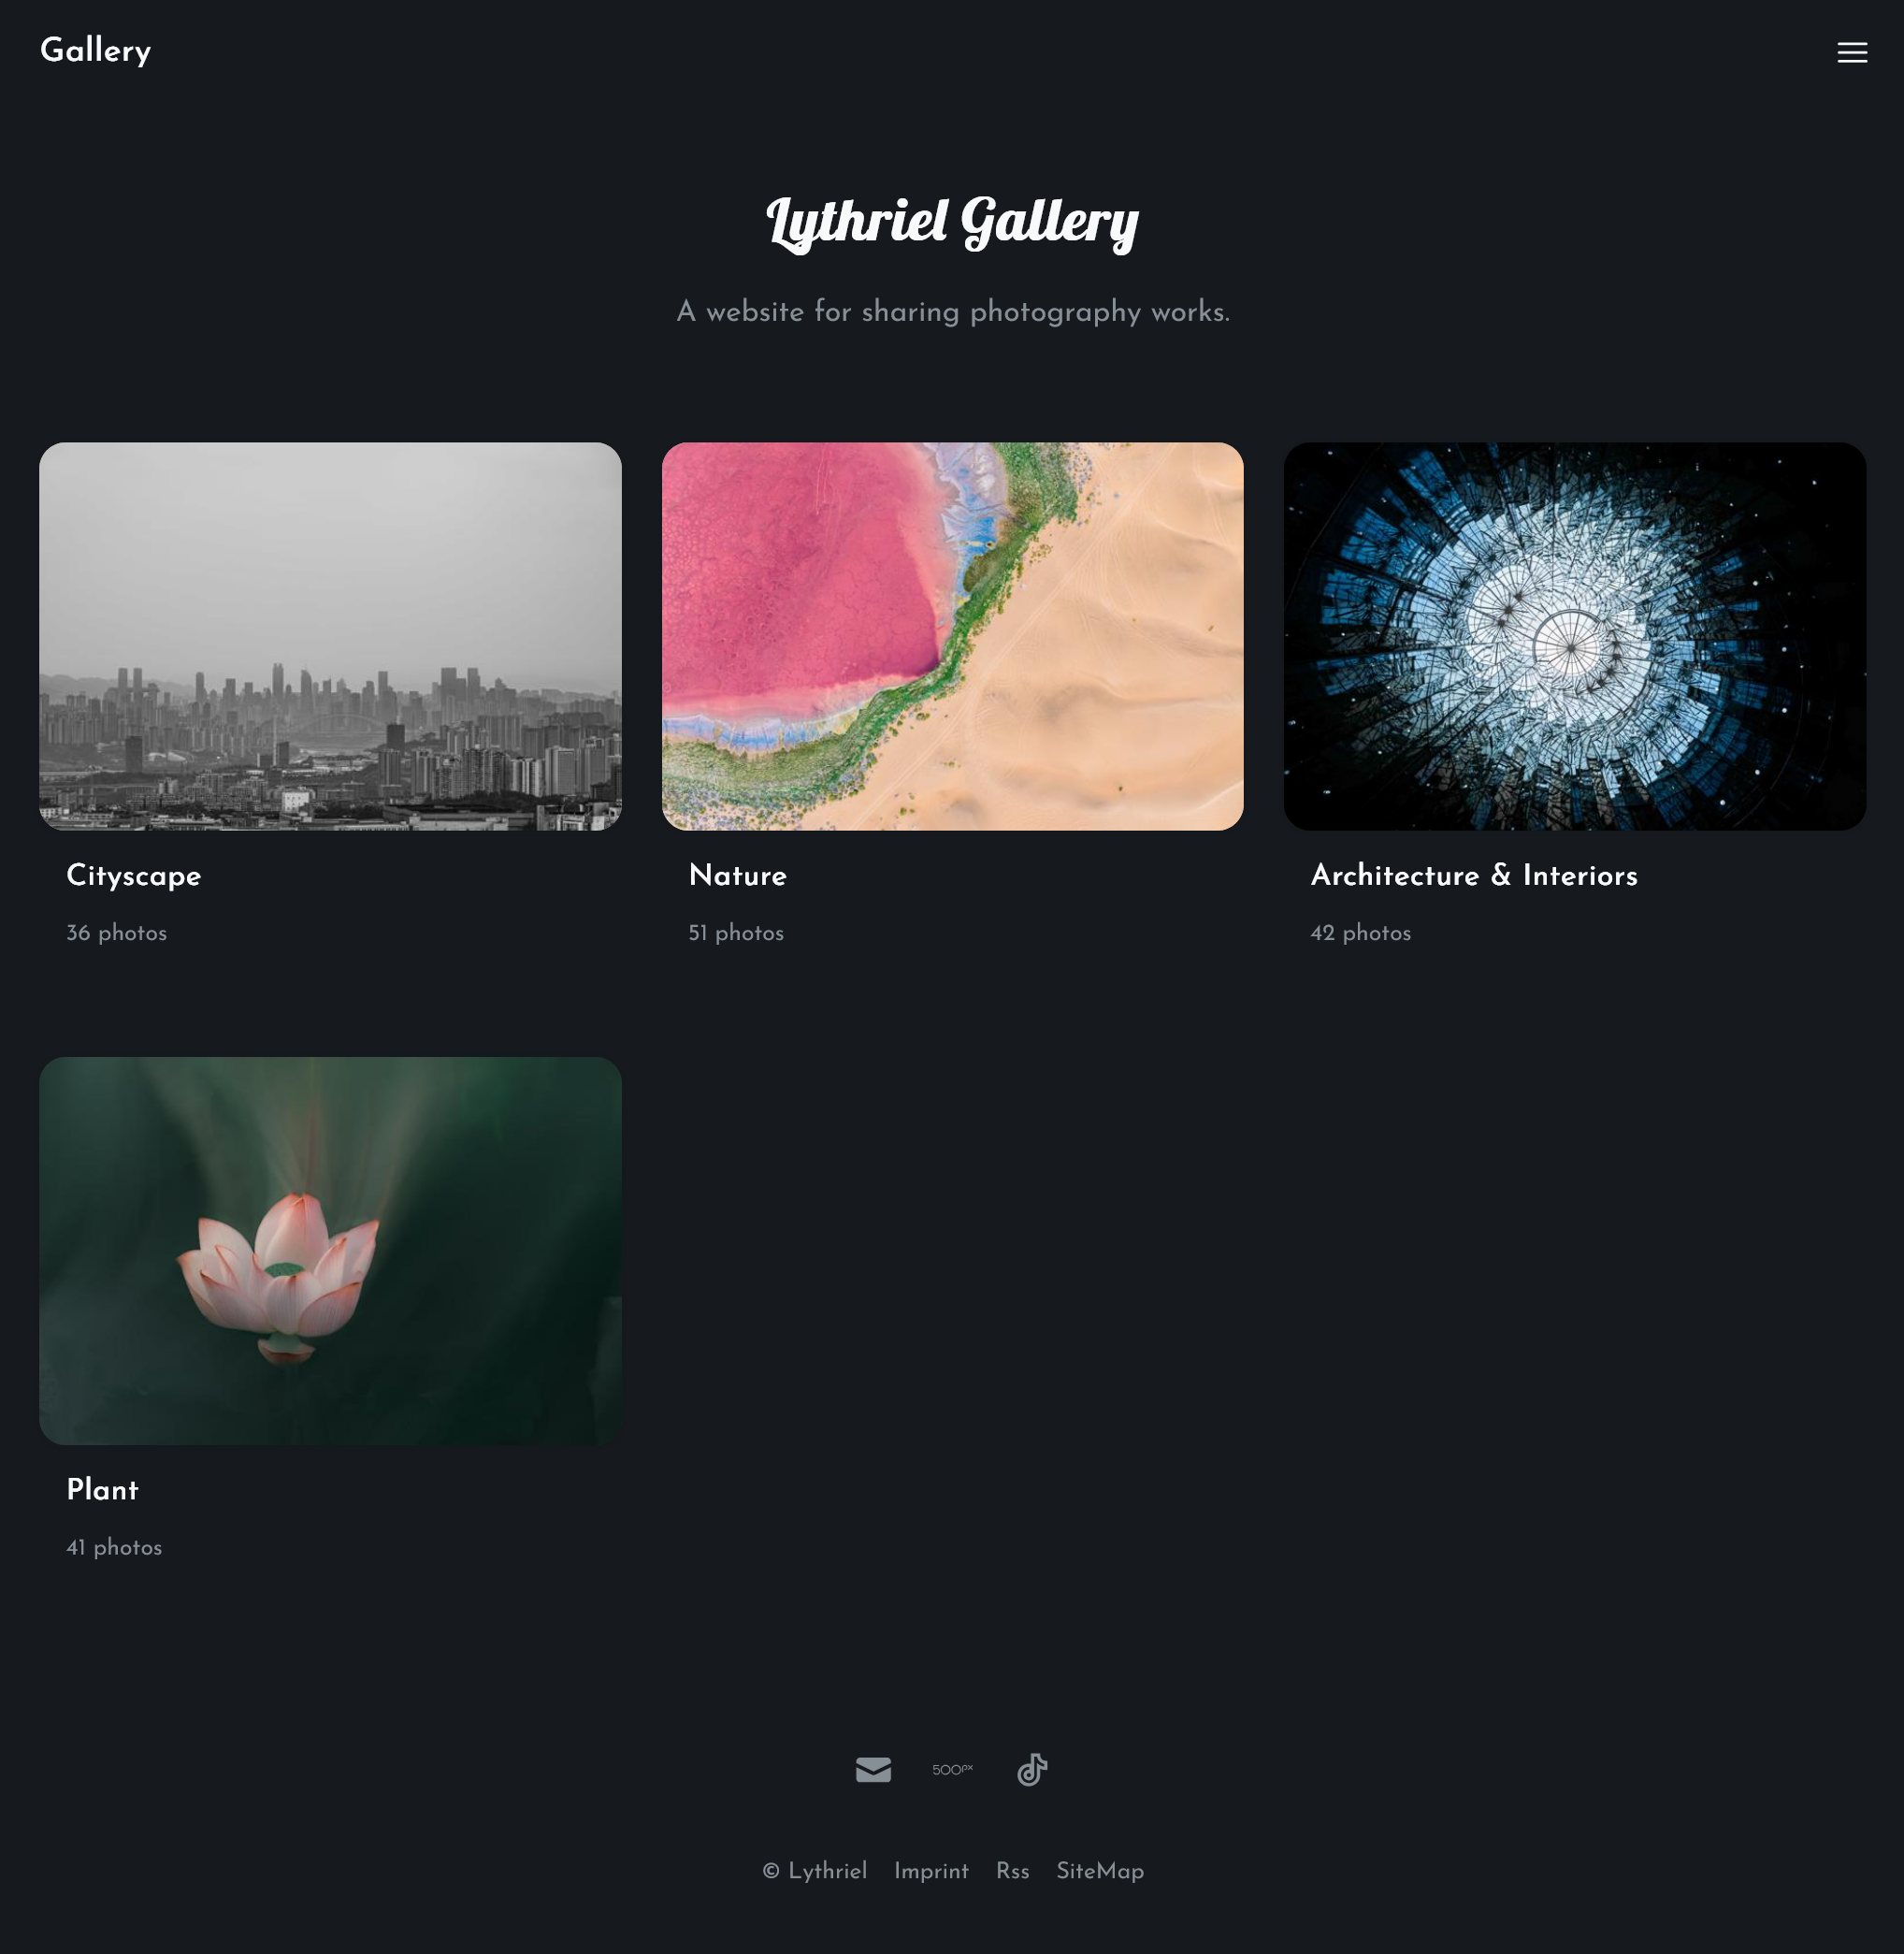 Gallery
Lythriel Gallery
A website for sharing photography works.
Cityscape
36 photos
Nature
51 photos
Architecture & Interiors
42 photos
Plant
41 photos
500px
© Lythriel Imprint Rss SiteMap